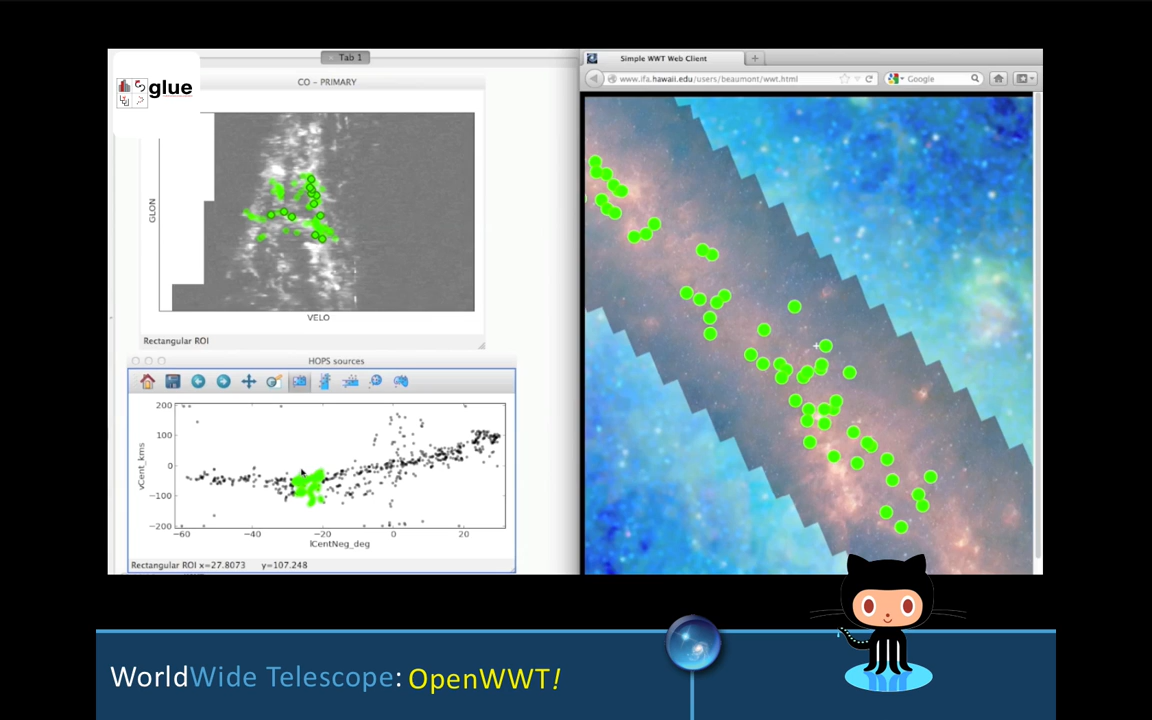 Tab 1
glue
CO – PRIMARY
GLON
VELO
Rectangular ROI
HOPS sources
200
100
0
−100
−200
vCent_kms
−60 −40 −20 0 20
lCentNeg_deg
Rectangular ROI x=27.8073 y=107.248
Simple WWT Web Client
www.ifa.hawaii.edu/users/beaumont/wwt.html
Google
WorldWide Telescope: OpenWWT!